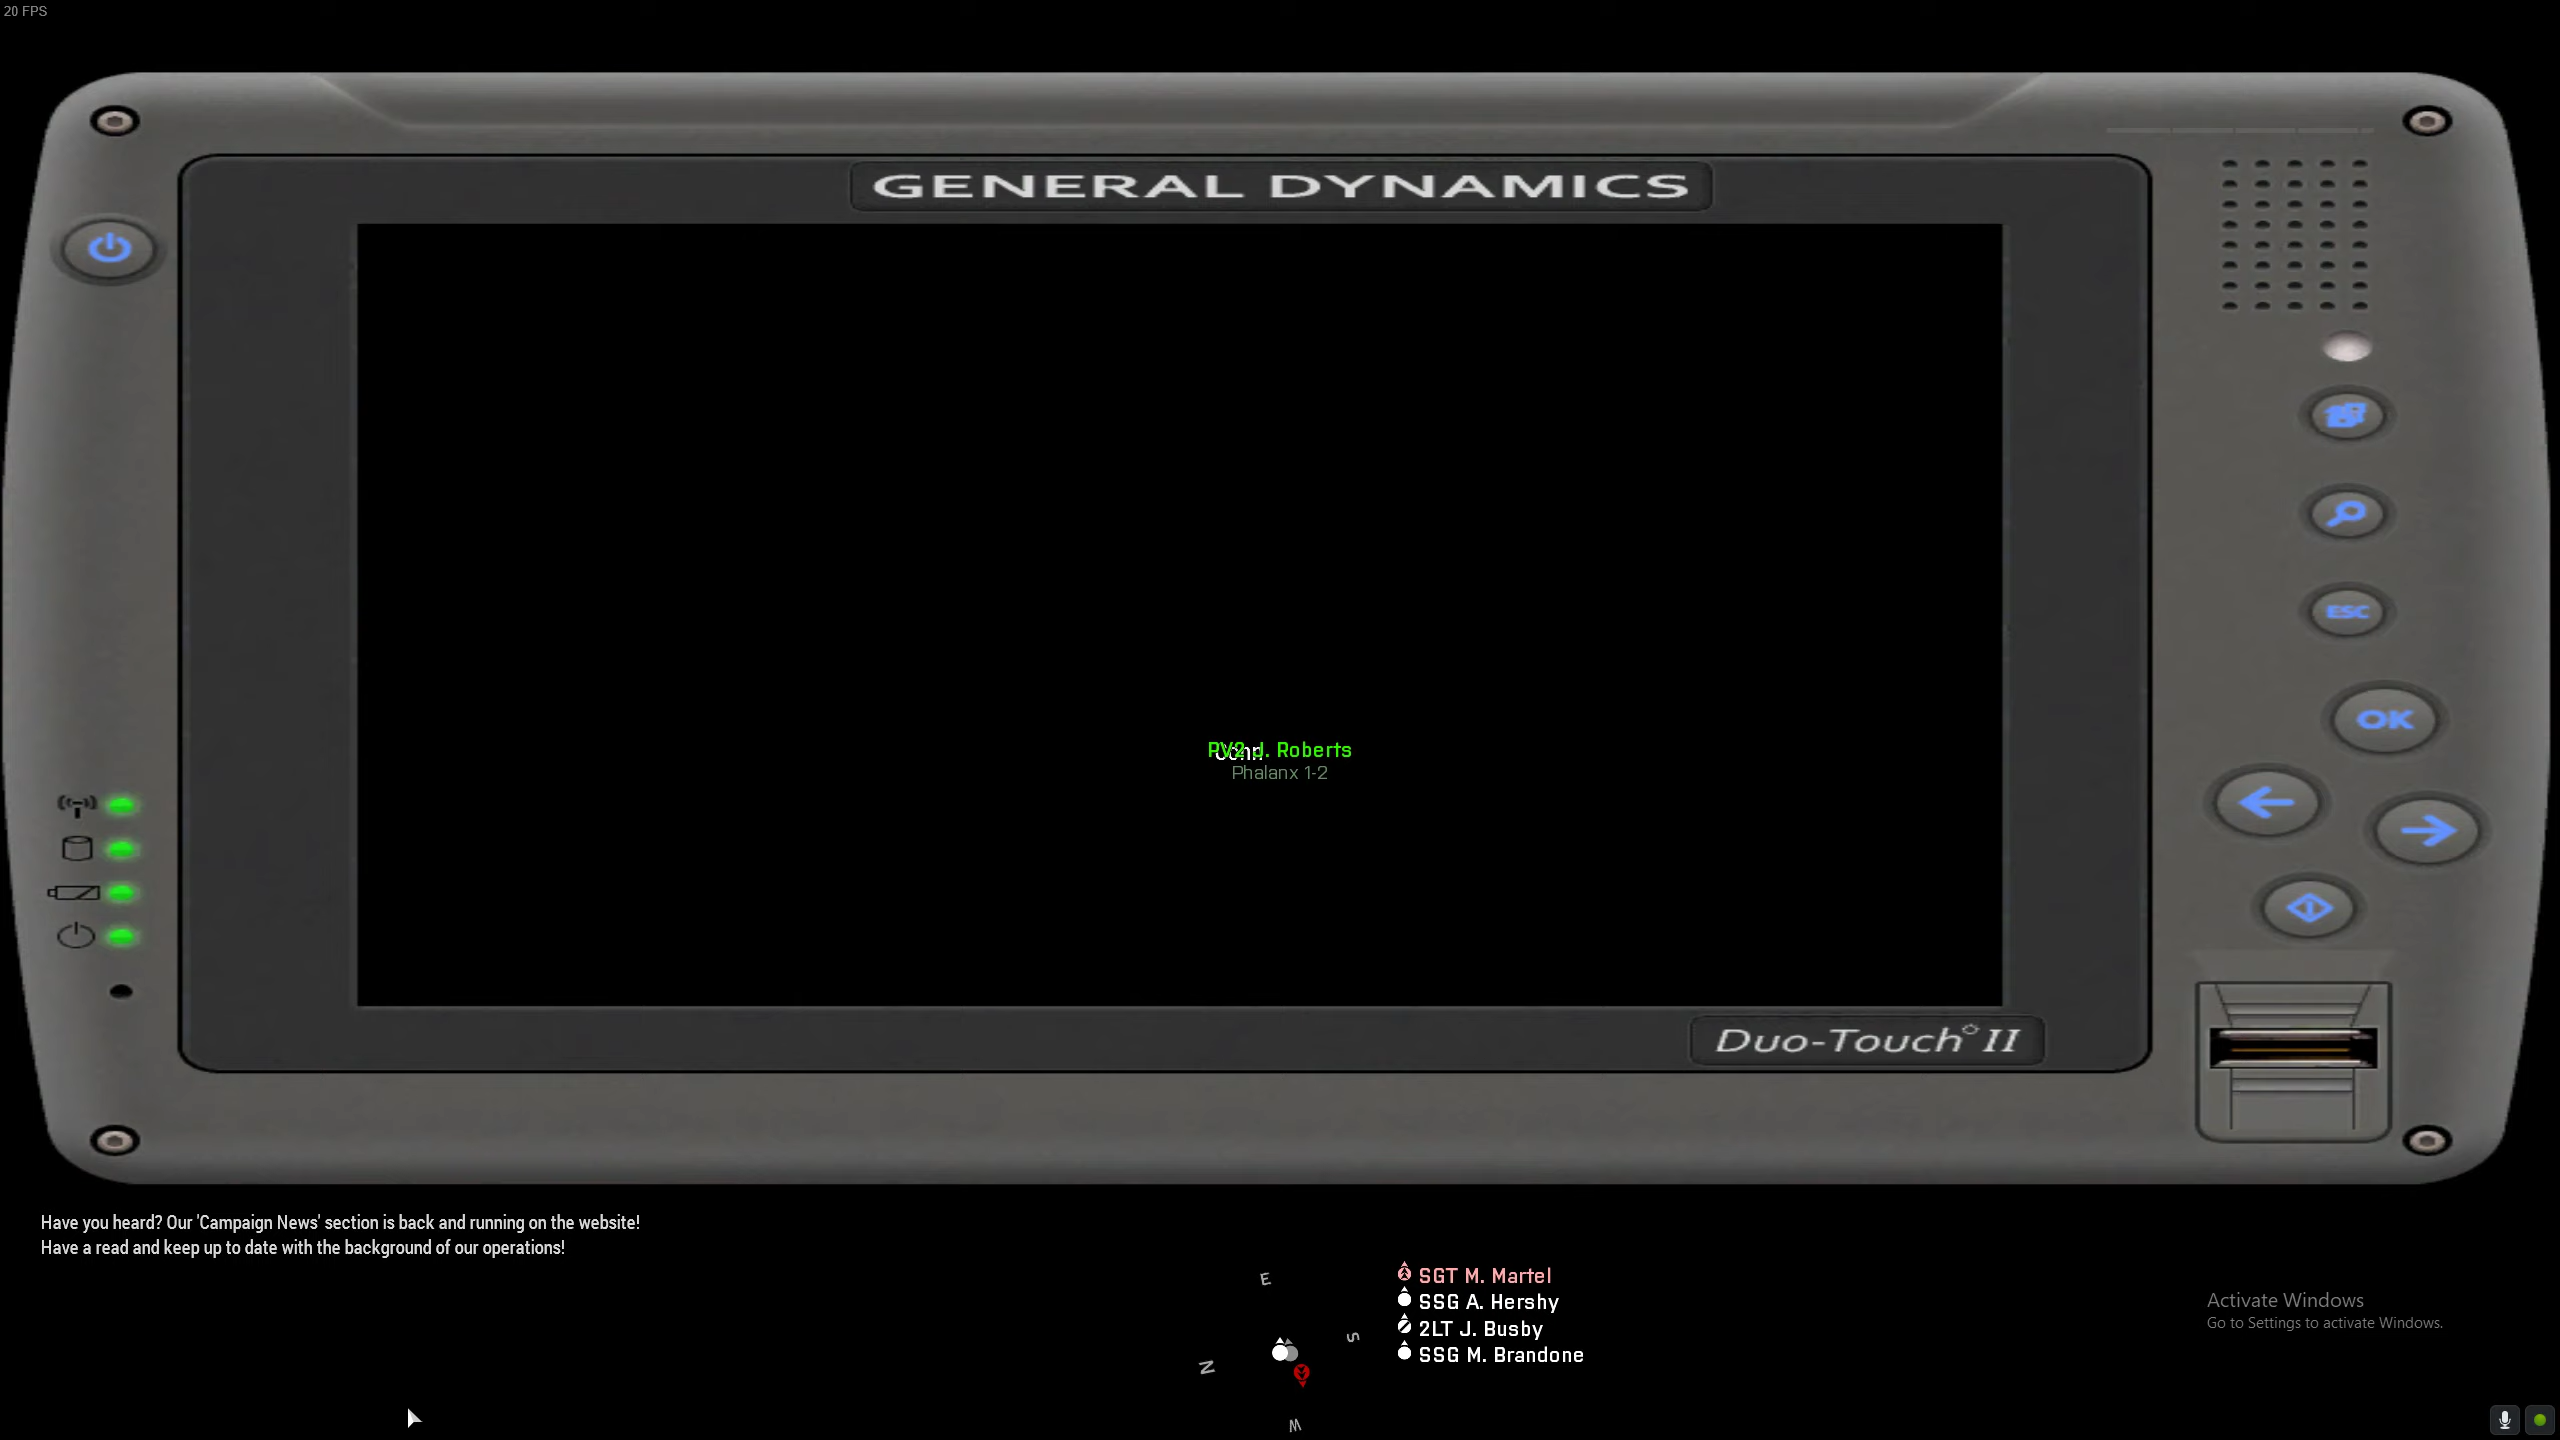 20 FPS
GENERAL DYNAMICS
ESC
OK
PV2 J. Roberts
Phalanx 1-2
Duo-Touch II
Have you heard? Our 'Campaign News' section is back and running on the website!
Have a read and keep up to date with the background of our operations!
E
S
N
W
SGT M. Martel
SSG A. Hershy
2LT J. Busby
SSG M. Brandone
Activate Windows
Go to Settings to activate Windows.